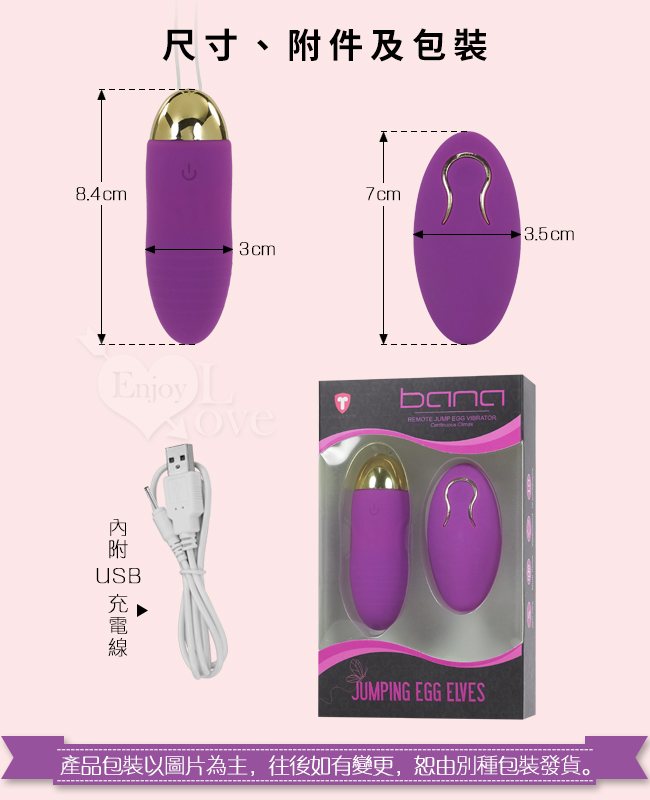 尺寸、附件及包裝
8.4cm
3cm
7cm
3.5cm
Enjoy Love
bana
REMOTE JUMP EGG VIBRATOR
Continuous Climax
T
JUMPING EGG ELVES
內附
USB
充電線
產品包裝以圖片為主，往後如有變更，恕由別種包裝發貨。